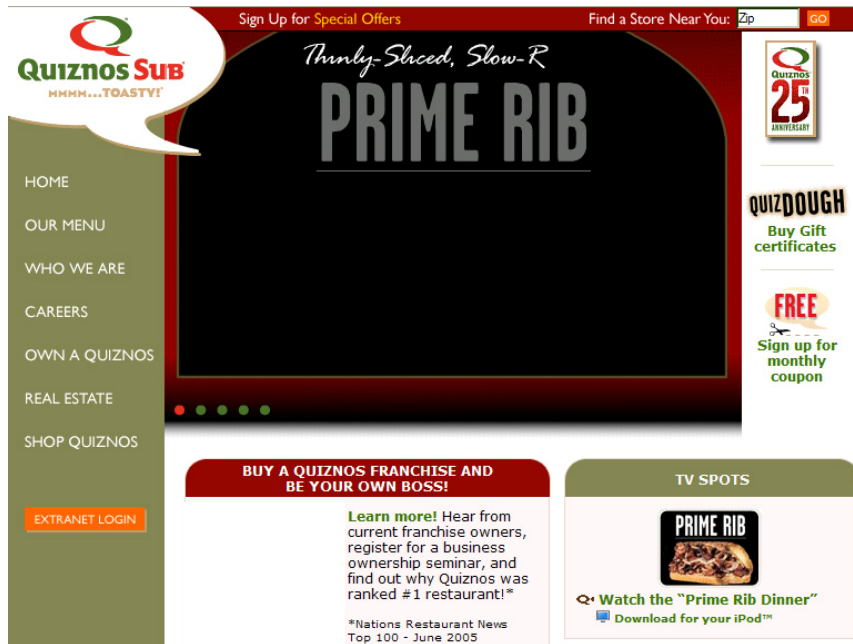 Sign Up for Special Offers
Find a Store Near You: Zip GO
QUIZNOS SUB
MMMM...TOASTY!
Thinly-Sliced, Slow-R
PRIME RIB
QUIZNOS
25TH
ANNIVERSARY
HOME
OUR MENU
WHO WE ARE
CAREERS
OWN A QUIZNOS
REAL ESTATE
SHOP QUIZNOS
EXTRANET LOGIN
QUIZDOUGH
Buy Gift
certificates
FREE
Sign up for
monthly
coupon
BUY A QUIZNOS FRANCHISE AND
BE YOUR OWN BOSS!
Learn more! Hear from
current franchise owners,
register for a business
ownership seminar, and
find out why Quiznos was
ranked #1 restaurant!*
*Nations Restaurant News
Top 100 - June 2005
TV SPOTS
PRIME RIB
Watch the “Prime Rib Dinner”
Download for your iPod™